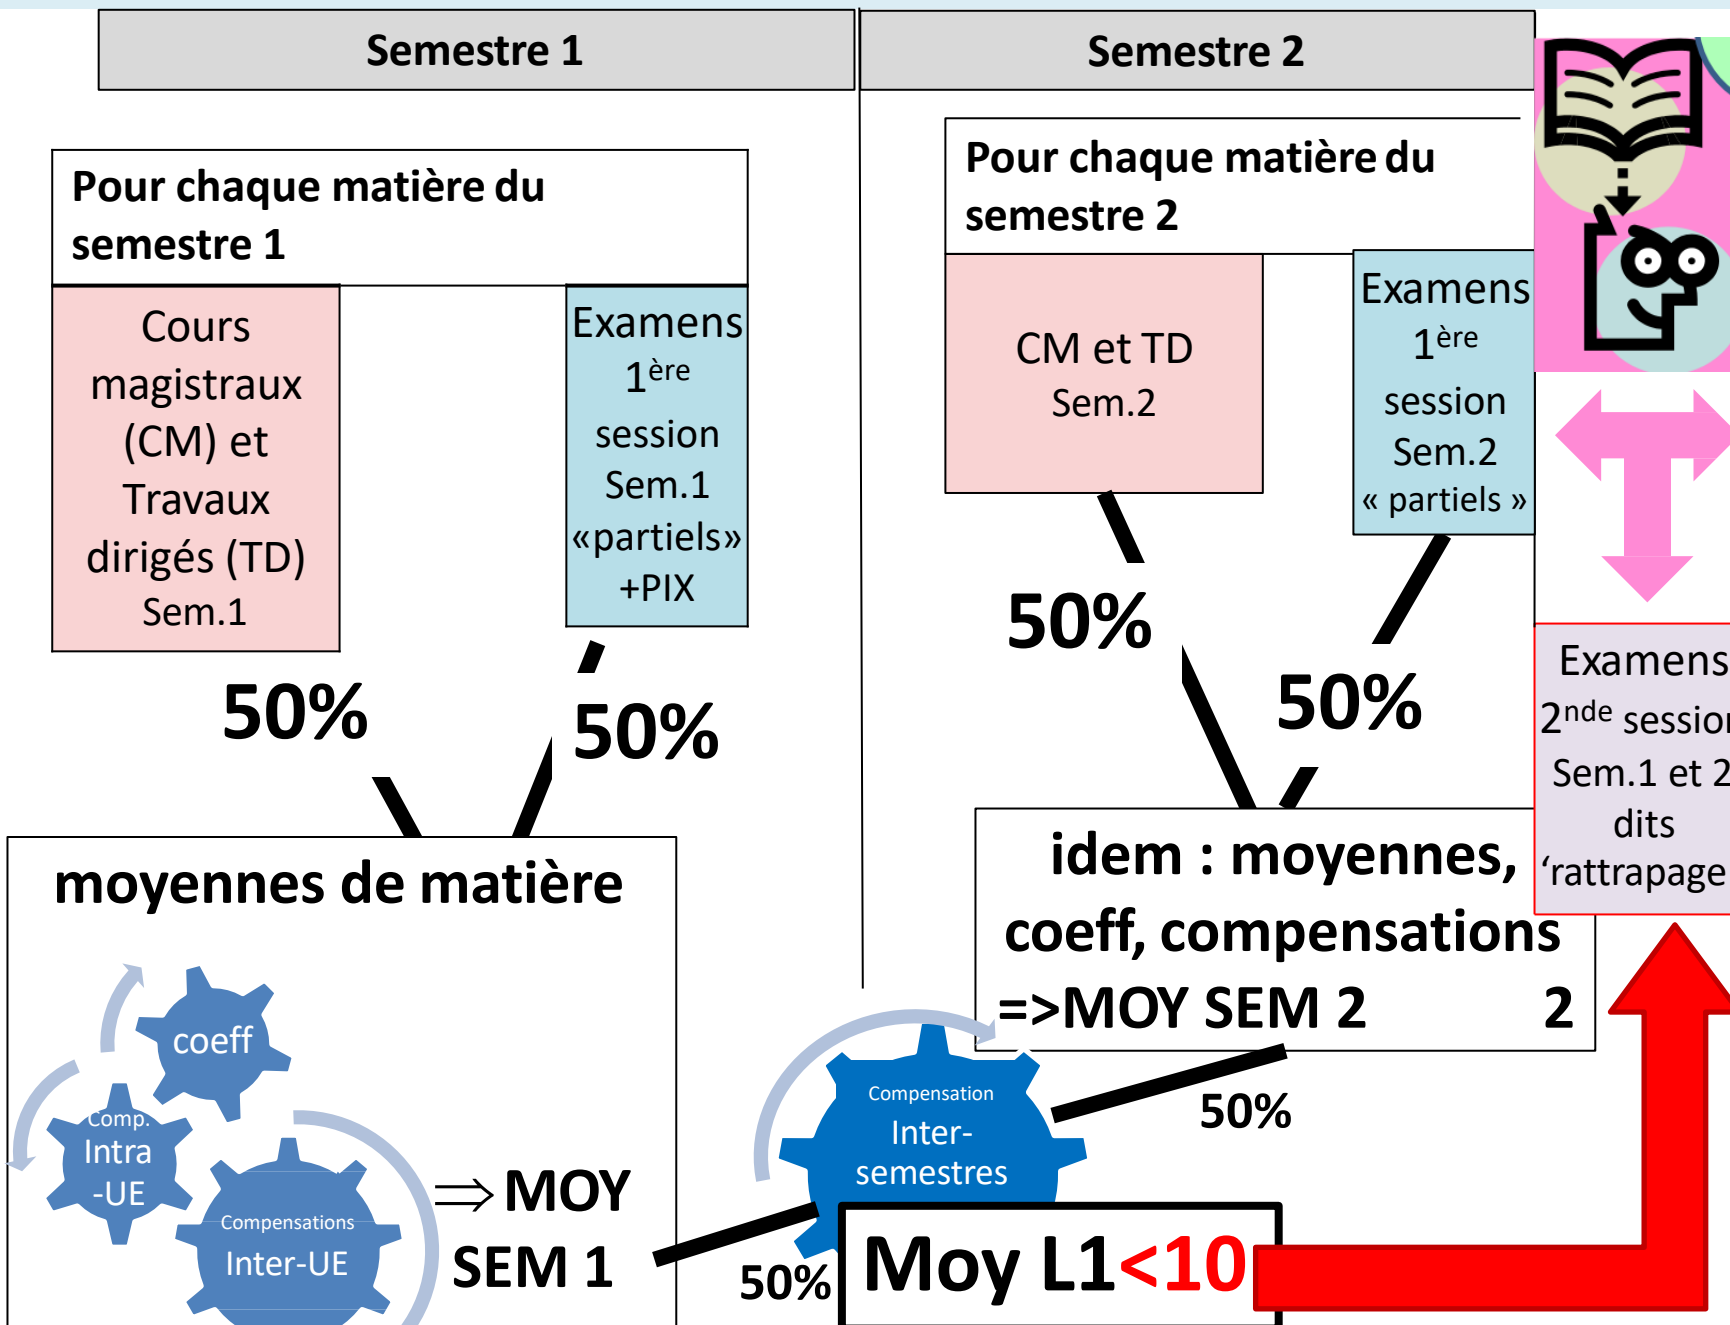 Semestre 1
Semestre 2
Pour chaque matière du
semestre 1
Cours
magistraux
(CM) et
Travaux
dirigés (TD)
Sem.1
Examens
1ère
session
Sem.1
«partiels»
+PIX
50%
50%
moyennes de matière
coeff
Comp.
Intra
-UE
Compensations
Inter-UE
⇒ MOY
SEM 1
Pour chaque matière du
semestre 2
CM et TD
Sem.2
Examens
1ère
session
Sem.2
« partiels »
50%
50%
idem : moyennes,
coeff, compensations
=>MOY SEM 2 2
Compensation
Inter-
semestres
50%
50%
Moy L1<10
Examens
2nde session
Sem.1 et 2
dits
‘rattrapage